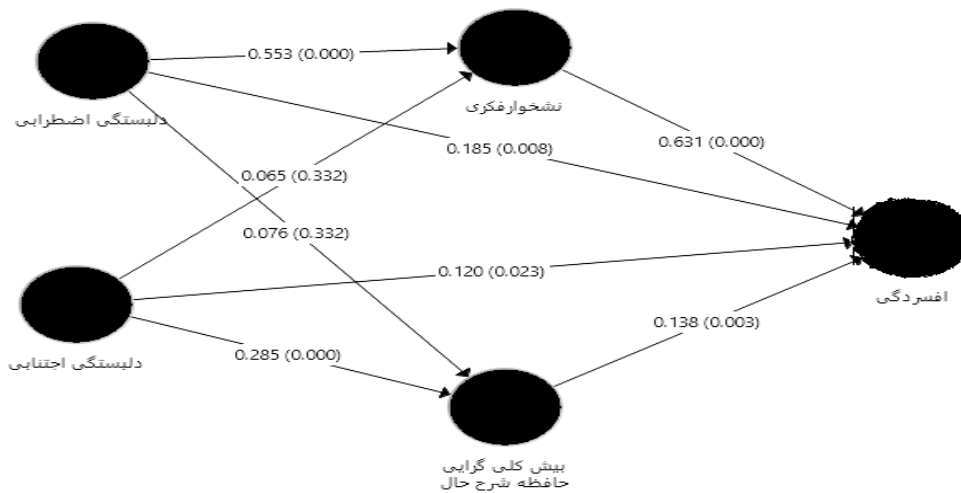 0.553 (0.000)
نشخوارفکری
دلبستگی اضطرابی
0.185 (0.008)
0.631 (0.000)
0.065 (0.332)
0.076 (0.332)
0.120 (0.023)
افسردگی
0.138 (0.003)
0.285 (0.000)
دلبستگی اجتنابی
بیش کلی گرایی
حافظه شرح حال